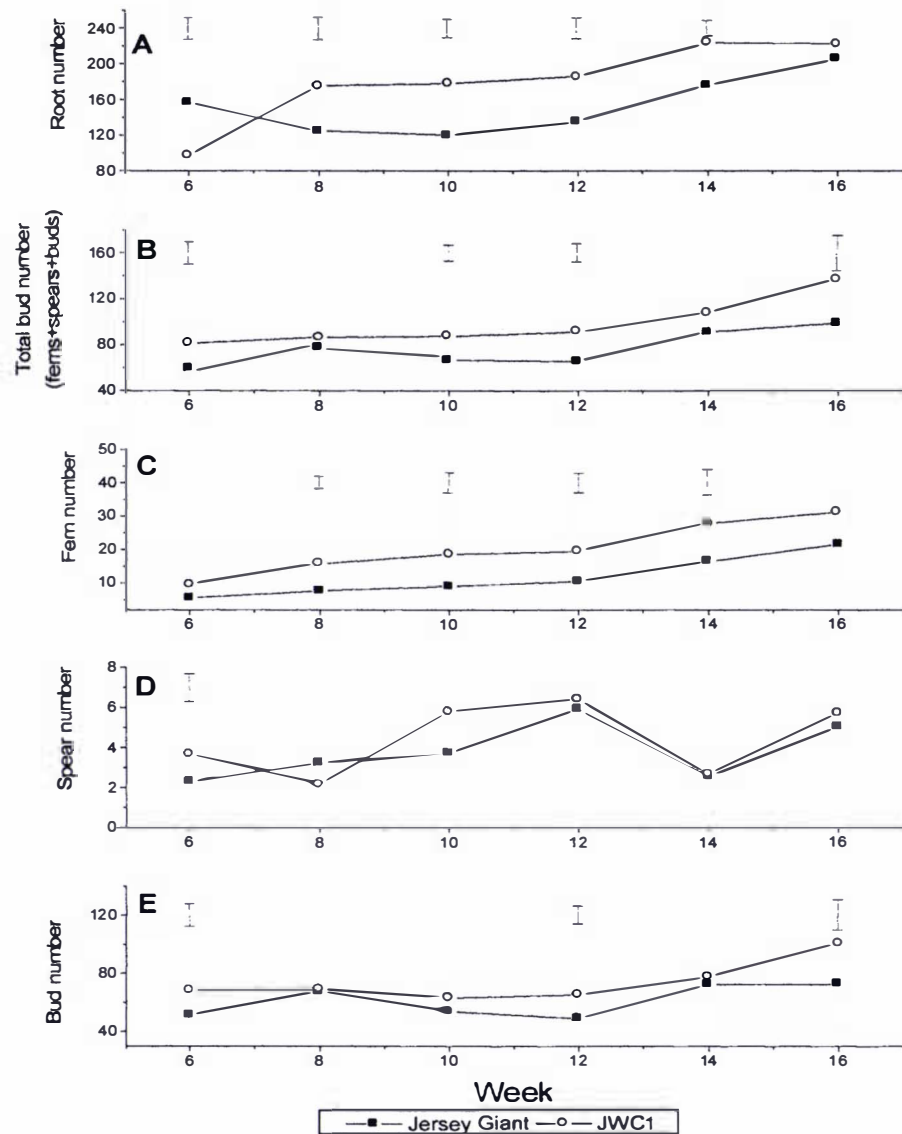 A
Root number
240
200
160
120
80
6 8 10 12 14 16
B
Total bud number
(ferns+spears+buds)
160
120
80
40
6 8 10 12 14 16
C
Fern number
50
40
30
20
10
6 8 10 12 14 16
D
Spear number
8
6
4
2
0
6 8 10 12 14 16
E
Bud number
120
80
40
6 8 10 12 14 16
Week
Jersey Giant JWC1